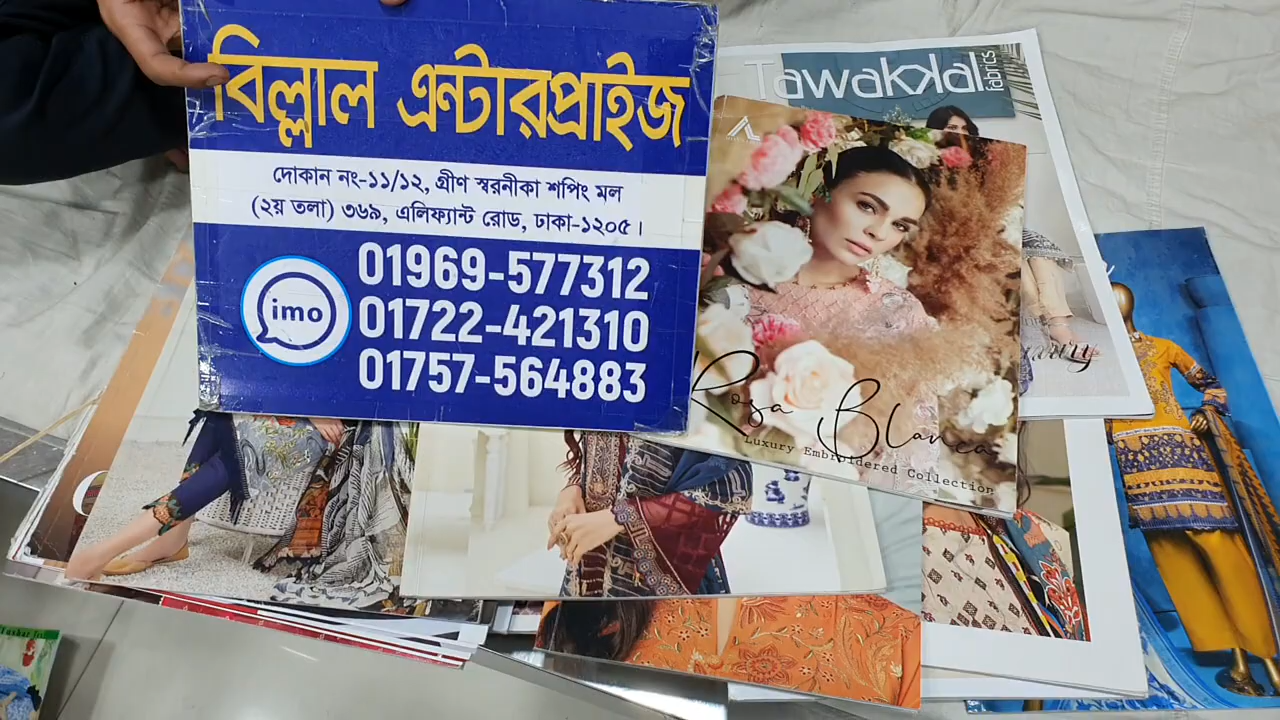 বিল্লাল এন্টারপ্রাইজ
দোকান নং-১১/১২, গ্রীণ স্বরনীকা শপিং মল
(২য় তলা) ৩৬৯, এলিফ্যান্ট রোড, ঢাকা-১২০৫।
imo
01969-577312
01722-421310
01757-564883
Tawakkal
fabrics
Rosa Blanca
Luxury Embroidered Collection